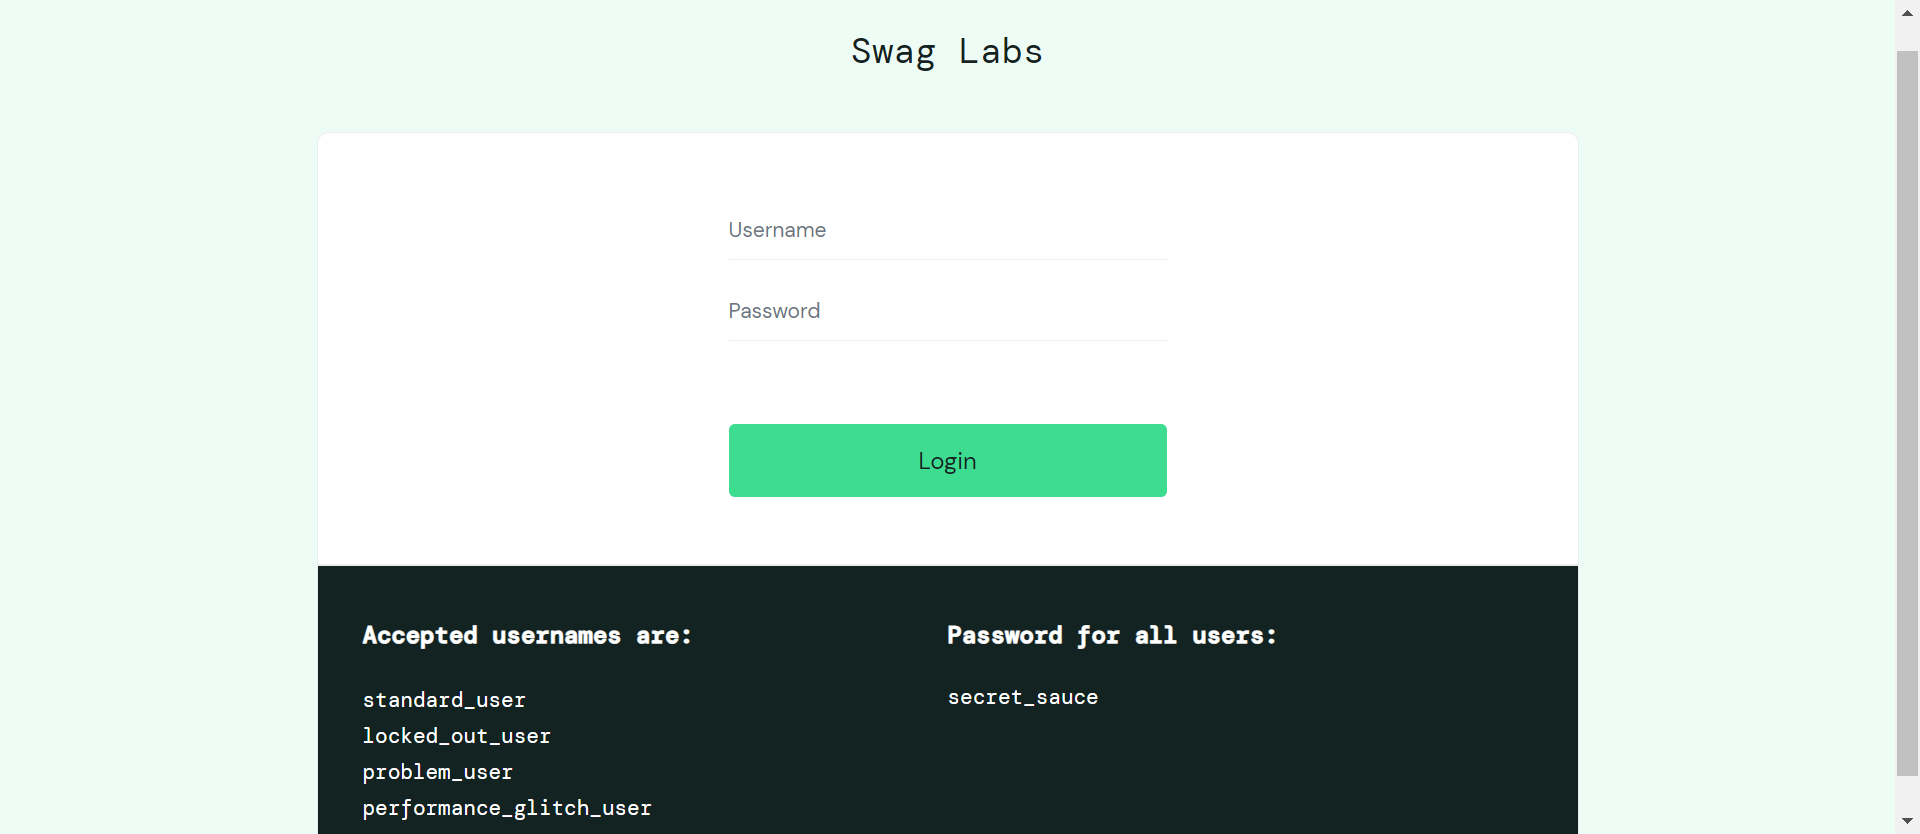 Swag Labs
Username
Password
Login
Accepted usernames are:
standard_user
locked_out_user
problem_user
performance_glitch_user
Password for all users:
secret_sauce